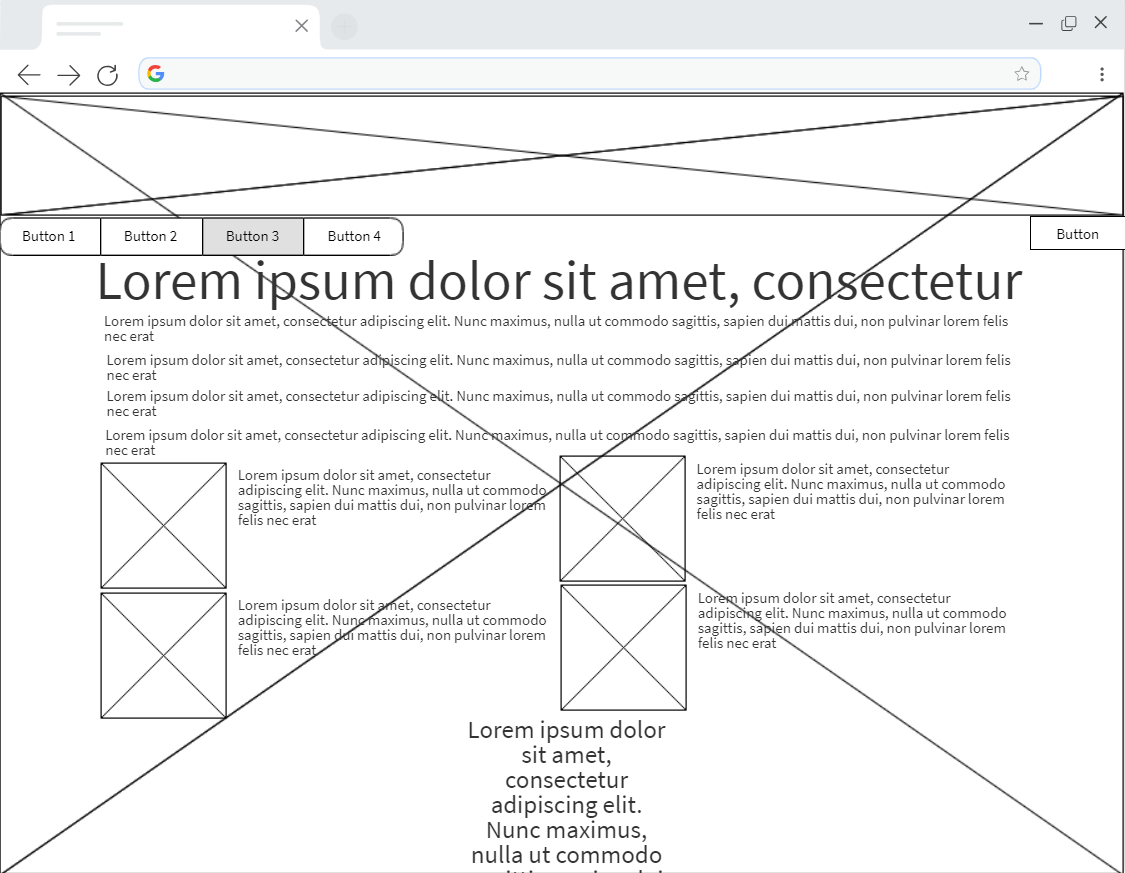 Button 1 Button 2 Button 3 Button 4 Button
Lorem ipsum dolor sit amet, consectetur
Lorem ipsum dolor sit amet, consectetur adipiscing elit. Nunc maximus, nulla ut commodo sagittis, sapien dui mattis dui, non pulvinar lorem felis
nec erat
Lorem ipsum dolor sit amet, consectetur adipiscing elit. Nunc maximus, nulla ut commodo sagittis, sapien dui mattis dui, non pulvinar lorem felis
nec erat
Lorem ipsum dolor sit amet, consectetur adipiscing elit. Nunc maximus, nulla ut commodo sagittis, sapien dui mattis dui, non pulvinar lorem felis
nec erat
Lorem ipsum dolor sit amet, consectetur adipiscing elit. Nunc maximus, nulla ut commodo sagittis, sapien dui mattis dui, non pulvinar lorem felis
nec erat
Lorem ipsum dolor sit amet, consectetur
adipiscing elit. Nunc maximus, nulla ut commodo
sagittis, sapien dui mattis dui, non pulvinar lorem
felis nec erat
Lorem ipsum dolor sit amet, consectetur
adipiscing elit. Nunc maximus, nulla ut commodo
sagittis, sapien dui mattis dui, non pulvinar lorem
felis nec erat
Lorem ipsum dolor sit amet, consectetur
adipiscing elit. Nunc maximus, nulla ut commodo
sagittis, sapien dui mattis dui, non pulvinar lorem
felis nec erat
Lorem ipsum dolor sit amet, consectetur
adipiscing elit. Nunc maximus, nulla ut commodo
sagittis, sapien dui mattis dui, non pulvinar lorem
felis nec erat
Lorem ipsum dolor
sit amet,
consectetur
adipiscing elit.
Nunc maximus,
nulla ut commodo